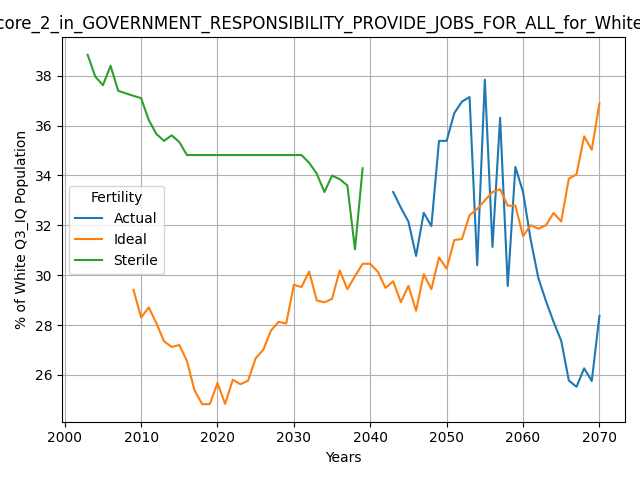 core_2_in_GOVERNMENT_RESPONSIBILITY_PROVIDE_JOBS_FOR_ALL_for_White
% of White Q3_IQ Population
38
36
34
32
30
28
26
Fertility
Actual
Ideal
Sterile
2000 2010 2020 2030 2040 2050 2060 2070
Years